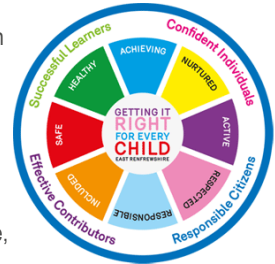 Successful Learners
Confident Individuals
ACHIEVING
NURTURED
ACTIVE
RESPECTED
RESPONSIBLE
INCLUDED
SAFE
HEALTHY
GETTING IT
RIGHT
FOR EVERY
CHILD
EAST RENFREWSHIRE
Effective Contributors
Responsible Citizens